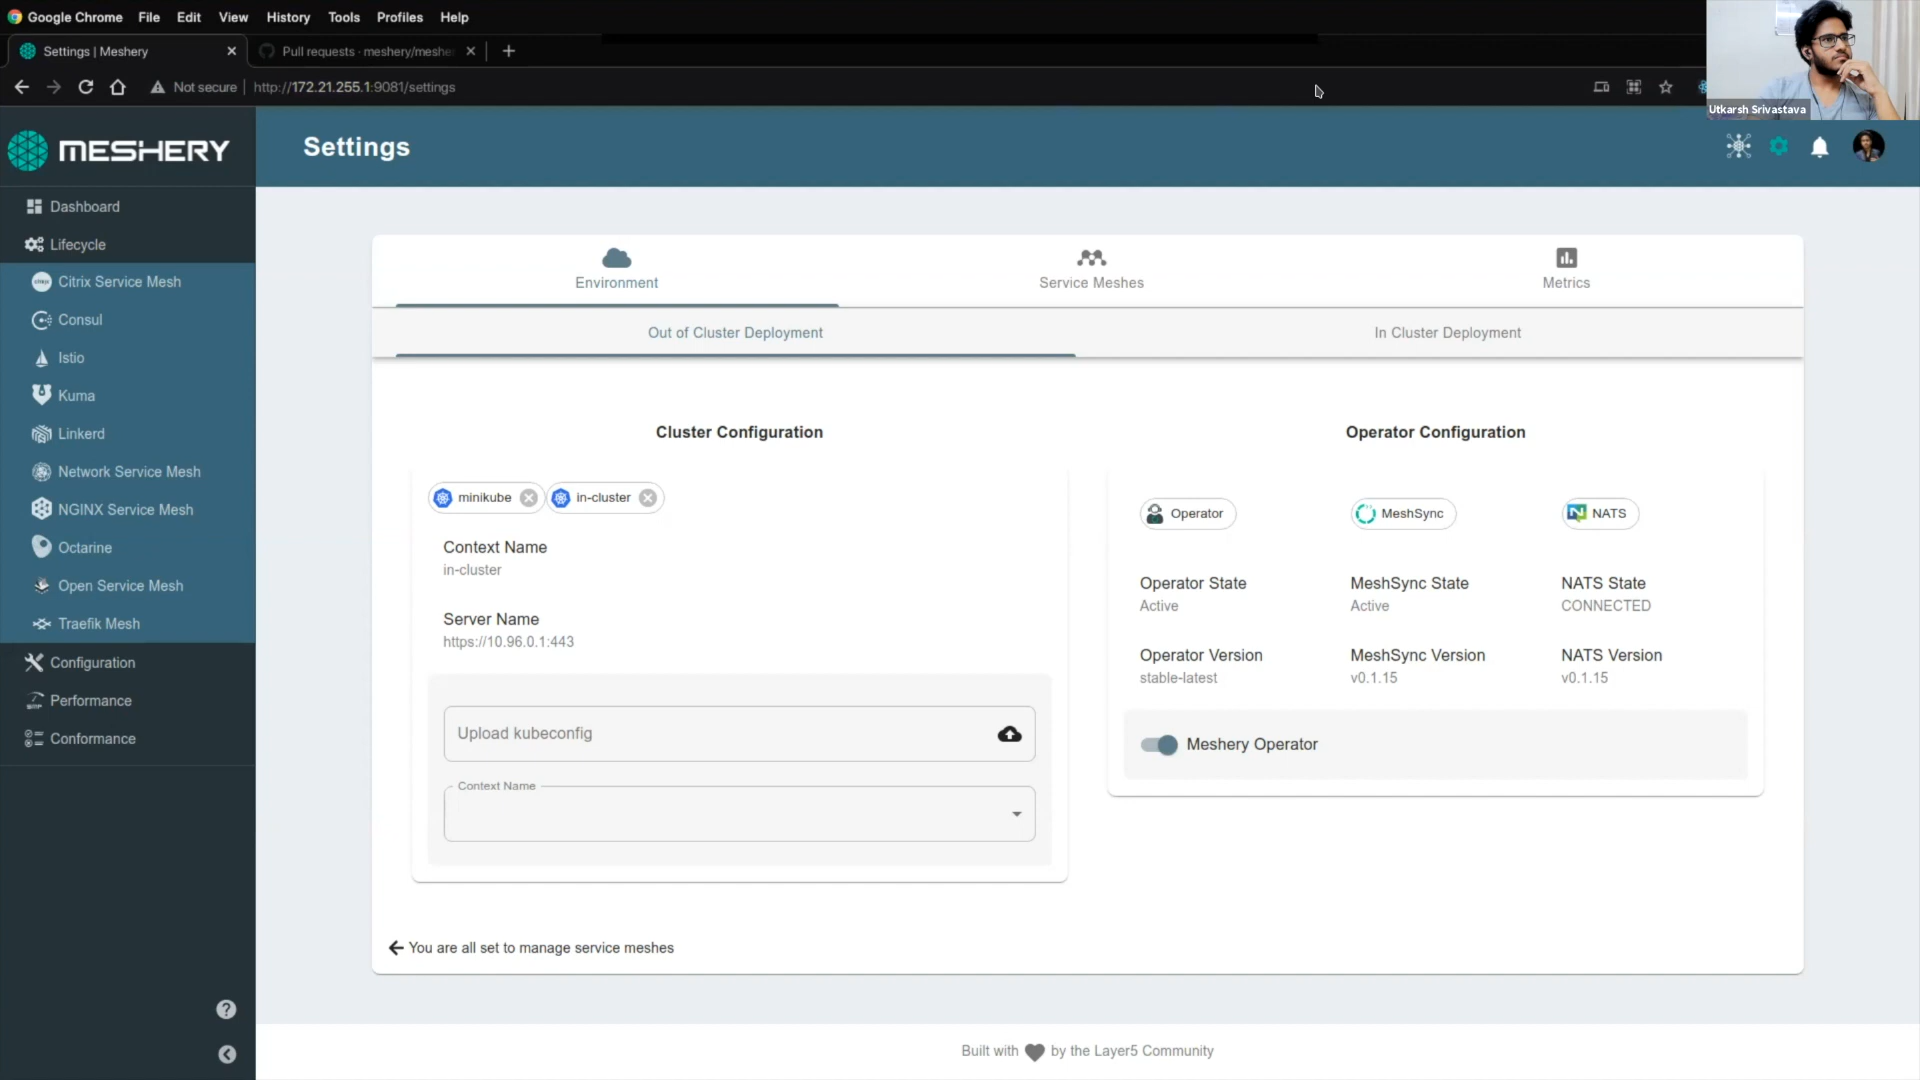 Google Chrome File Edit View History Tools Profiles Help
Settings | Meshery
Pull requests · meshery/meshe
Not secure
http://172.21.255.1:9081/settings
Utkarsh Srivastava
MESHERY
Settings
Dashboard
Lifecycle
Citrix Service Mesh
Consul
Istio
Kuma
Linkerd
Network Service Mesh
NGINX Service Mesh
Octarine
Open Service Mesh
Traefik Mesh
Configuration
Performance
Conformance
Environment
Service Meshes
Metrics
Out of Cluster Deployment
In Cluster Deployment
Cluster Configuration
minikube
in-cluster
Context Name
in-cluster
Server Name
https://10.96.0.1:443
Upload kubeconfig
Context Name
Operator Configuration
Operator
MeshSync
NATS
Operator State
Active
MeshSync State
Active
NATS State
CONNECTED
Operator Version
stable-latest
MeshSync Version
v0.1.15
NATS Version
v0.1.15
Meshery Operator
You are all set to manage service meshes
Built with by the Layer5 Community